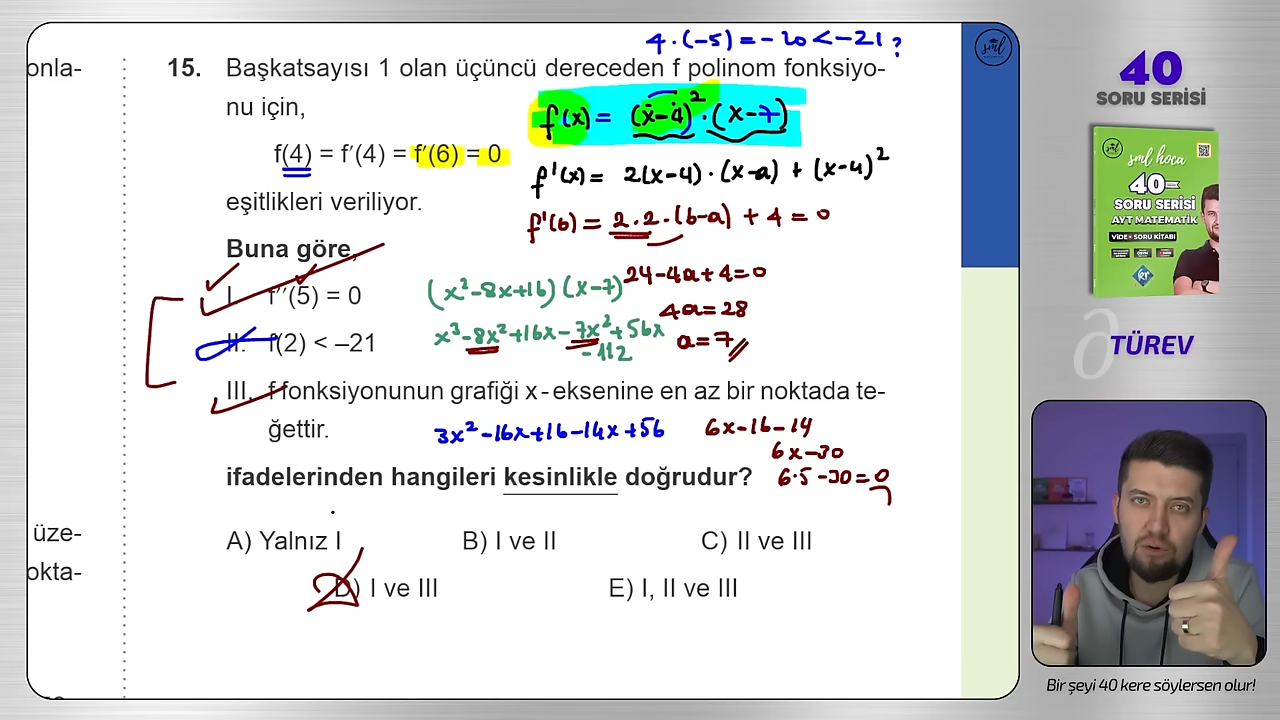 4·(-5) = -20 < -21 ?
onla-
15. Başkatsayısı 1 olan üçüncü dereceden f polinom fonksiyo-
nu için,
f(x) = (x-4)²·(x-7)
f(4) = f'(4) = f'(6) = 0
f'(x) = 2(x-4)·(x-a) + (x-4)²
eşitlikleri veriliyor.
f'(6) = 2·2·(6-a) + 4 = 0
Buna göre,
24-4a+4=0
I. f''(5) = 0
(x²-8x+16)(x-7)
4a=28
II. f(2) < –21
x³-8x²+16x-7x²+56x
-112
a=7
III. f fonksiyonunun grafiği x-eksenine en az bir noktada te-
ğettir.
3x²-16x+16-14x+56
6x-16-14
6x-30
ifadelerinden hangileri kesinlikle doğrudur?
6·5-30=0
üze-
A) Yalnız I B) I ve II C) II ve III
okta-
D) I ve III E) I, II ve III
sml
40
SORU SERİSİ
sml hoca
40
SORU SERİSİ
AYT MATEMATİK
VİDEO SORU KİTABI
TÜREV
Bir şeyi 40 kere söylersen olur!